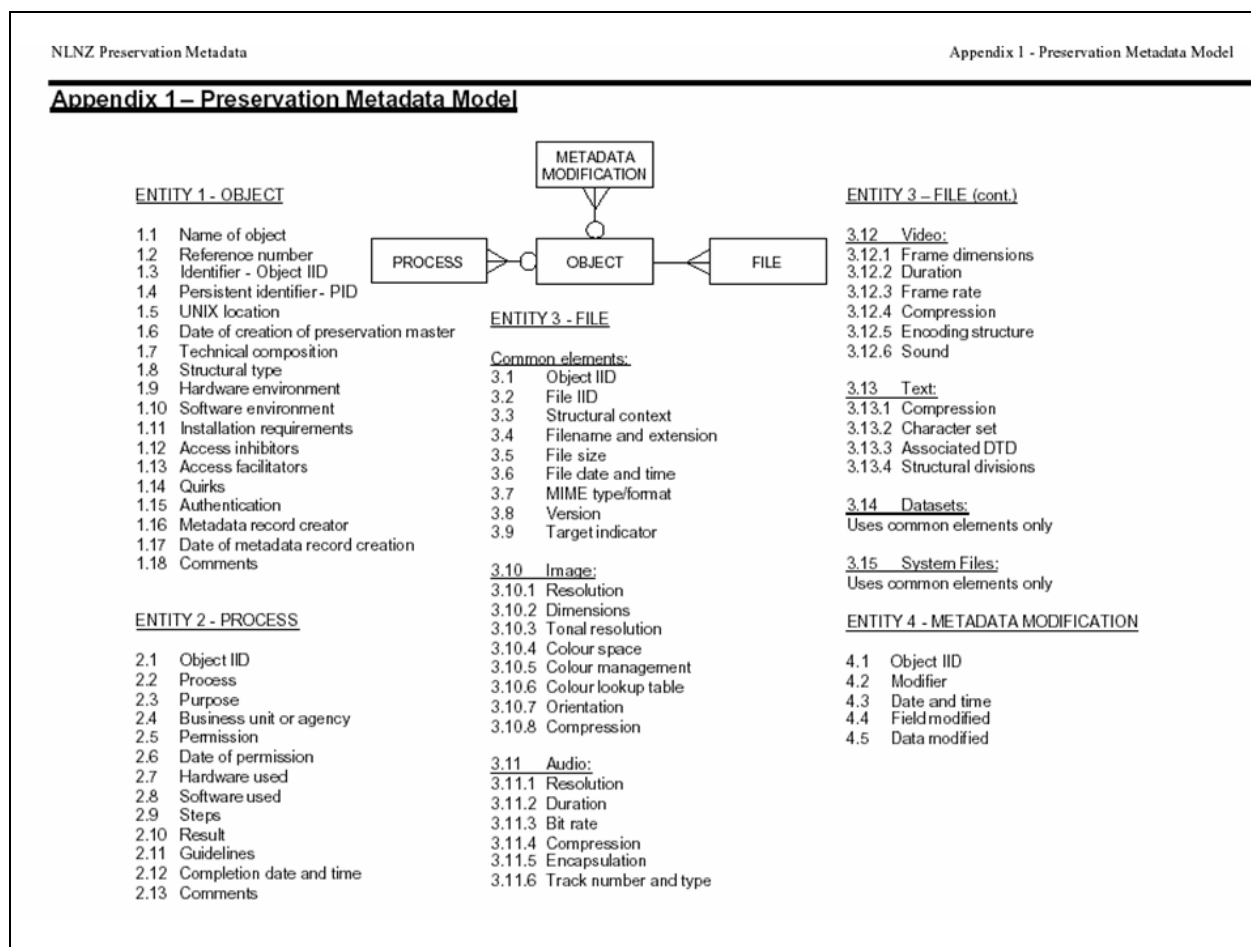 NLNZ Preservation Metadata
Appendix 1 - Preservation Metadata Model
Appendix 1 – Preservation Metadata Model
METADATA
MODIFICATION
PROCESS
OBJECT
FILE
ENTITY 1 - OBJECT
1.1 Name of object
1.2 Reference number
1.3 Identifier - Object IID
1.4 Persistent identifier - PID
1.5 UNIX location
1.6 Date of creation of preservation master
1.7 Technical composition
1.8 Structural type
1.9 Hardware environment
1.10 Software environment
1.11 Installation requirements
1.12 Access inhibitors
1.13 Access facilitators
1.14 Quirks
1.15 Authentication
1.16 Metadata record creator
1.17 Date of metadata record creation
1.18 Comments
ENTITY 2 - PROCESS
2.1 Object IID
2.2 Process
2.3 Purpose
2.4 Business unit or agency
2.5 Permission
2.6 Date of permission
2.7 Hardware used
2.8 Software used
2.9 Steps
2.10 Result
2.11 Guidelines
2.12 Completion date and time
2.13 Comments
ENTITY 3 - FILE
Common elements:
3.1 Object IID
3.2 File IID
3.3 Structural context
3.4 Filename and extension
3.5 File size
3.6 File date and time
3.7 MIME type/format
3.8 Version
3.9 Target indicator
3.10 Image:
3.10.1 Resolution
3.10.2 Dimensions
3.10.3 Tonal resolution
3.10.4 Colour space
3.10.5 Colour management
3.10.6 Colour lookup table
3.10.7 Orientation
3.10.8 Compression
3.11 Audio:
3.11.1 Resolution
3.11.2 Duration
3.11.3 Bit rate
3.11.4 Compression
3.11.5 Encapsulation
3.11.6 Track number and type
ENTITY 3 – FILE (cont.)
3.12 Video:
3.12.1 Frame dimensions
3.12.2 Duration
3.12.3 Frame rate
3.12.4 Compression
3.12.5 Encoding structure
3.12.6 Sound
3.13 Text:
3.13.1 Compression
3.13.2 Character set
3.13.3 Associated DTD
3.13.4 Structural divisions
3.14 Datasets:
Uses common elements only
3.15 System Files:
Uses common elements only
ENTITY 4 - METADATA MODIFICATION
4.1 Object IID
4.2 Modifier
4.3 Date and time
4.4 Field modified
4.5 Data modified